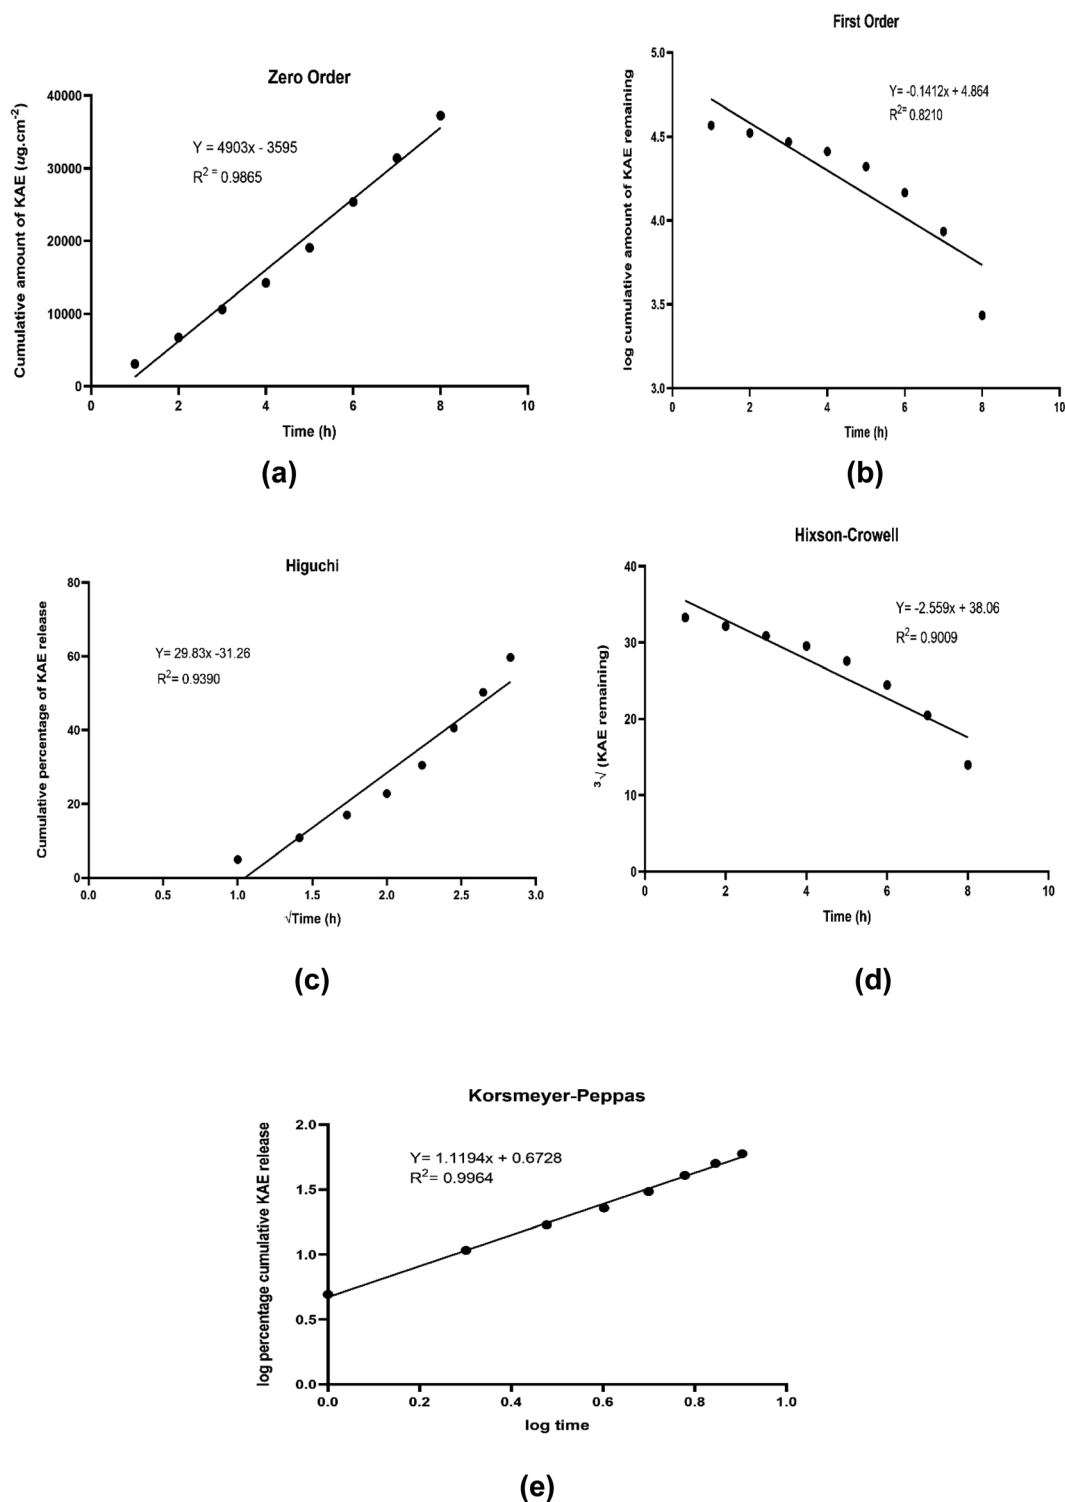 Zero Order
Cumulative amount of KAE (ug.cm-2)
40000
30000
20000
10000
0
Y = 4903x - 3595
R2 = 0.9865
0 2 4 6 8 10
Time (h)
(a)
First Order
log cumulative amount of KAE remaining
5.0
4.5
4.0
3.5
3.0
Y= -0.1412x + 4.864
R2= 0.8210
0 2 4 6 8 10
Time (h)
(b)
Higuchi
Cumulative percentage of KAE release
80
60
40
20
0
Y= 29.83x -31.26
R2= 0.9390
0.0 0.5 1.0 1.5 2.0 2.5 3.0
√Time (h)
(c)
Hixson-Crowell
3√ (KAE remaining)
40
30
20
10
0
Y= -2.559x + 38.06
R2= 0.9009
0 2 4 6 8 10
Time (h)
(d)
Korsmeyer-Peppas
log percentage cumulative KAE release
2.0
1.5
1.0
0.5
0.0
Y= 1.1194x + 0.6728
R2= 0.9964
0.0 0.2 0.4 0.6 0.8 1.0
log time
(e)